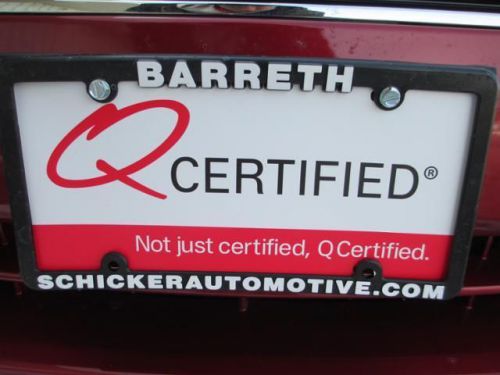 BARRETH
Q CERTIFIED®
Not just certified, Q Certified.
SCHICKERAUTOMOTIVE.COM